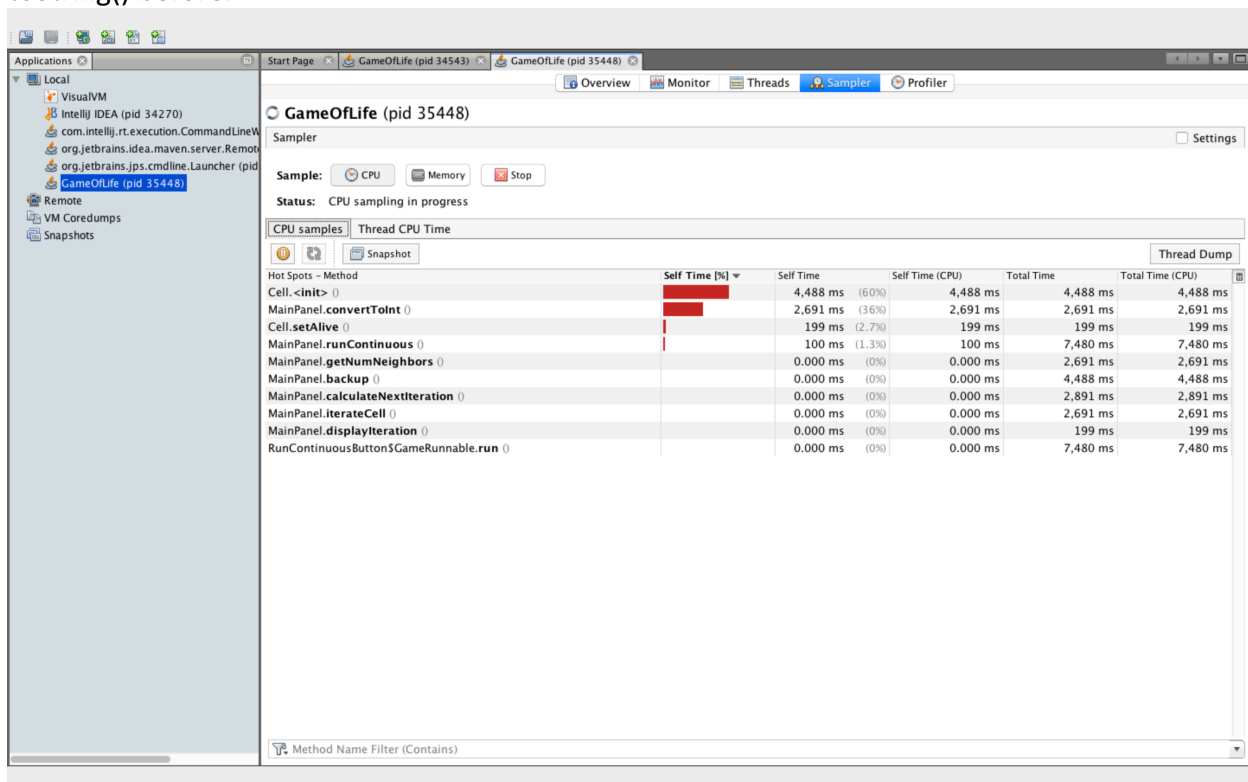 Applications
Start Page GameOfLife (pid 34543) GameOfLife (pid 35448)
Local
VisualVM
IntelliJ IDEA (pid 34270)
com.intellij.rt.execution.CommandLineW
org.jetbrains.idea.maven.server.Remot
org.jetbrains.jps.cmdline.Launcher (pid
GameOfLife (pid 35448)
Remote
VM Coredumps
Snapshots
Overview Monitor Threads Sampler Profiler
GameOfLife (pid 35448)
Sampler Settings
Sample: CPU Memory Stop
Status: CPU sampling in progress
CPU samples Thread CPU Time
Snapshot Thread Dump
Hot Spots – Method Self Time [%] Self Time Self Time (CPU) Total Time Total Time (CPU)
Cell.<init> () 4,488 ms (60%) 4,488 ms 4,488 ms 4,488 ms
MainPanel.convertToInt () 2,691 ms (36%) 2,691 ms 2,691 ms 2,691 ms
Cell.setAlive () 199 ms (2.7%) 199 ms 199 ms 199 ms
MainPanel.runContinuous () 100 ms (1.3%) 100 ms 7,480 ms 7,480 ms
MainPanel.getNumNeighbors () 0.000 ms (0%) 0.000 ms 2,691 ms 2,691 ms
MainPanel.backup () 0.000 ms (0%) 0.000 ms 4,488 ms 4,488 ms
MainPanel.calculateNextIteration () 0.000 ms (0%) 0.000 ms 2,891 ms 2,891 ms
MainPanel.iterateCell () 0.000 ms (0%) 0.000 ms 2,691 ms 2,691 ms
MainPanel.displayIteration () 0.000 ms (0%) 0.000 ms 199 ms 199 ms
RunContinuousButton$GameRunnable.run () 0.000 ms (0%) 0.000 ms 7,480 ms 7,480 ms
Method Name Filter (Contains)